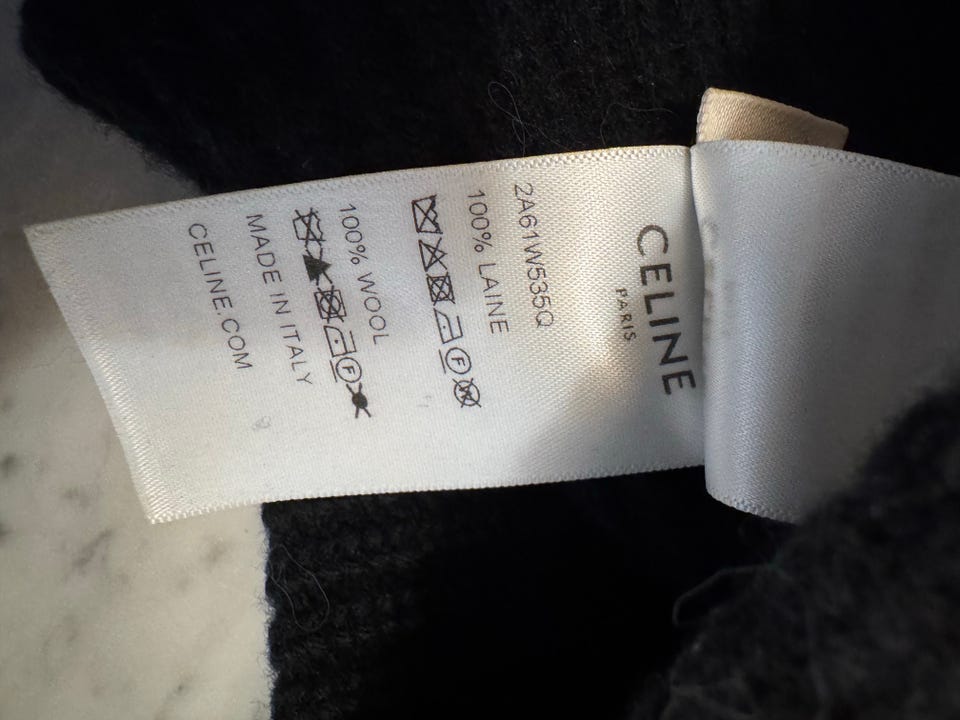 CELINE
PARIS
2A61W535Q
100% LAINE
100% WOOL
MADE IN ITALY
CELINE.COM